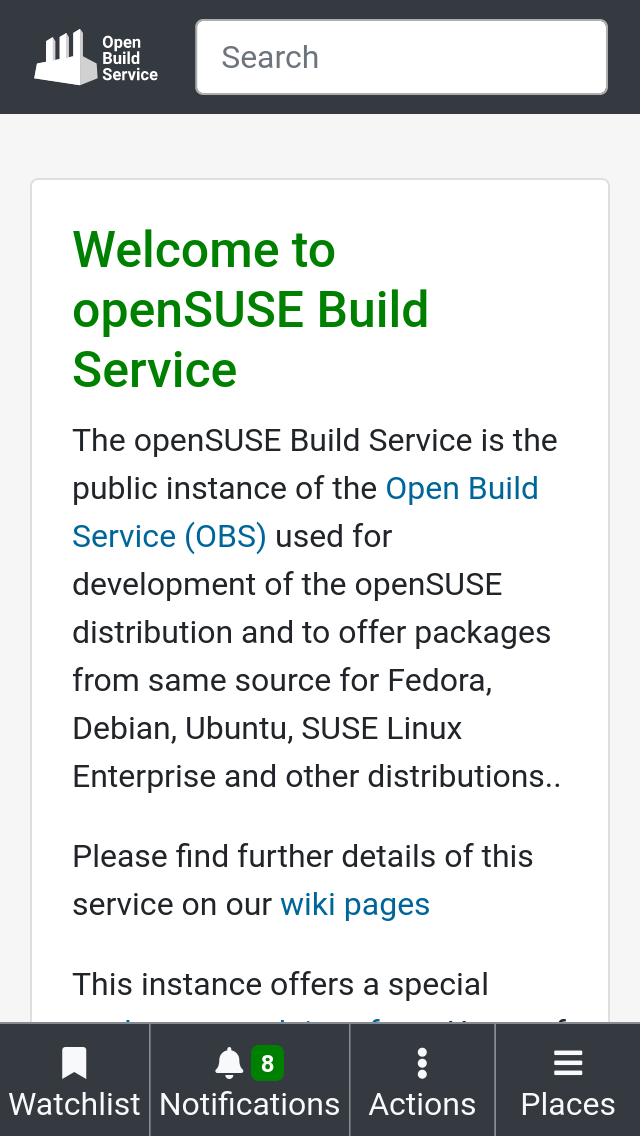 Open
Build
Service
Search
Welcome to
openSUSE Build
Service
The openSUSE Build Service is the
public instance of the Open Build
Service (OBS) used for
development of the openSUSE
distribution and to offer packages
from same source for Fedora,
Debian, Ubuntu, SUSE Linux
Enterprise and other distributions..
Please find further details of this
service on our wiki pages
This instance offers a special
8
Watchlist
Notifications
Actions
Places